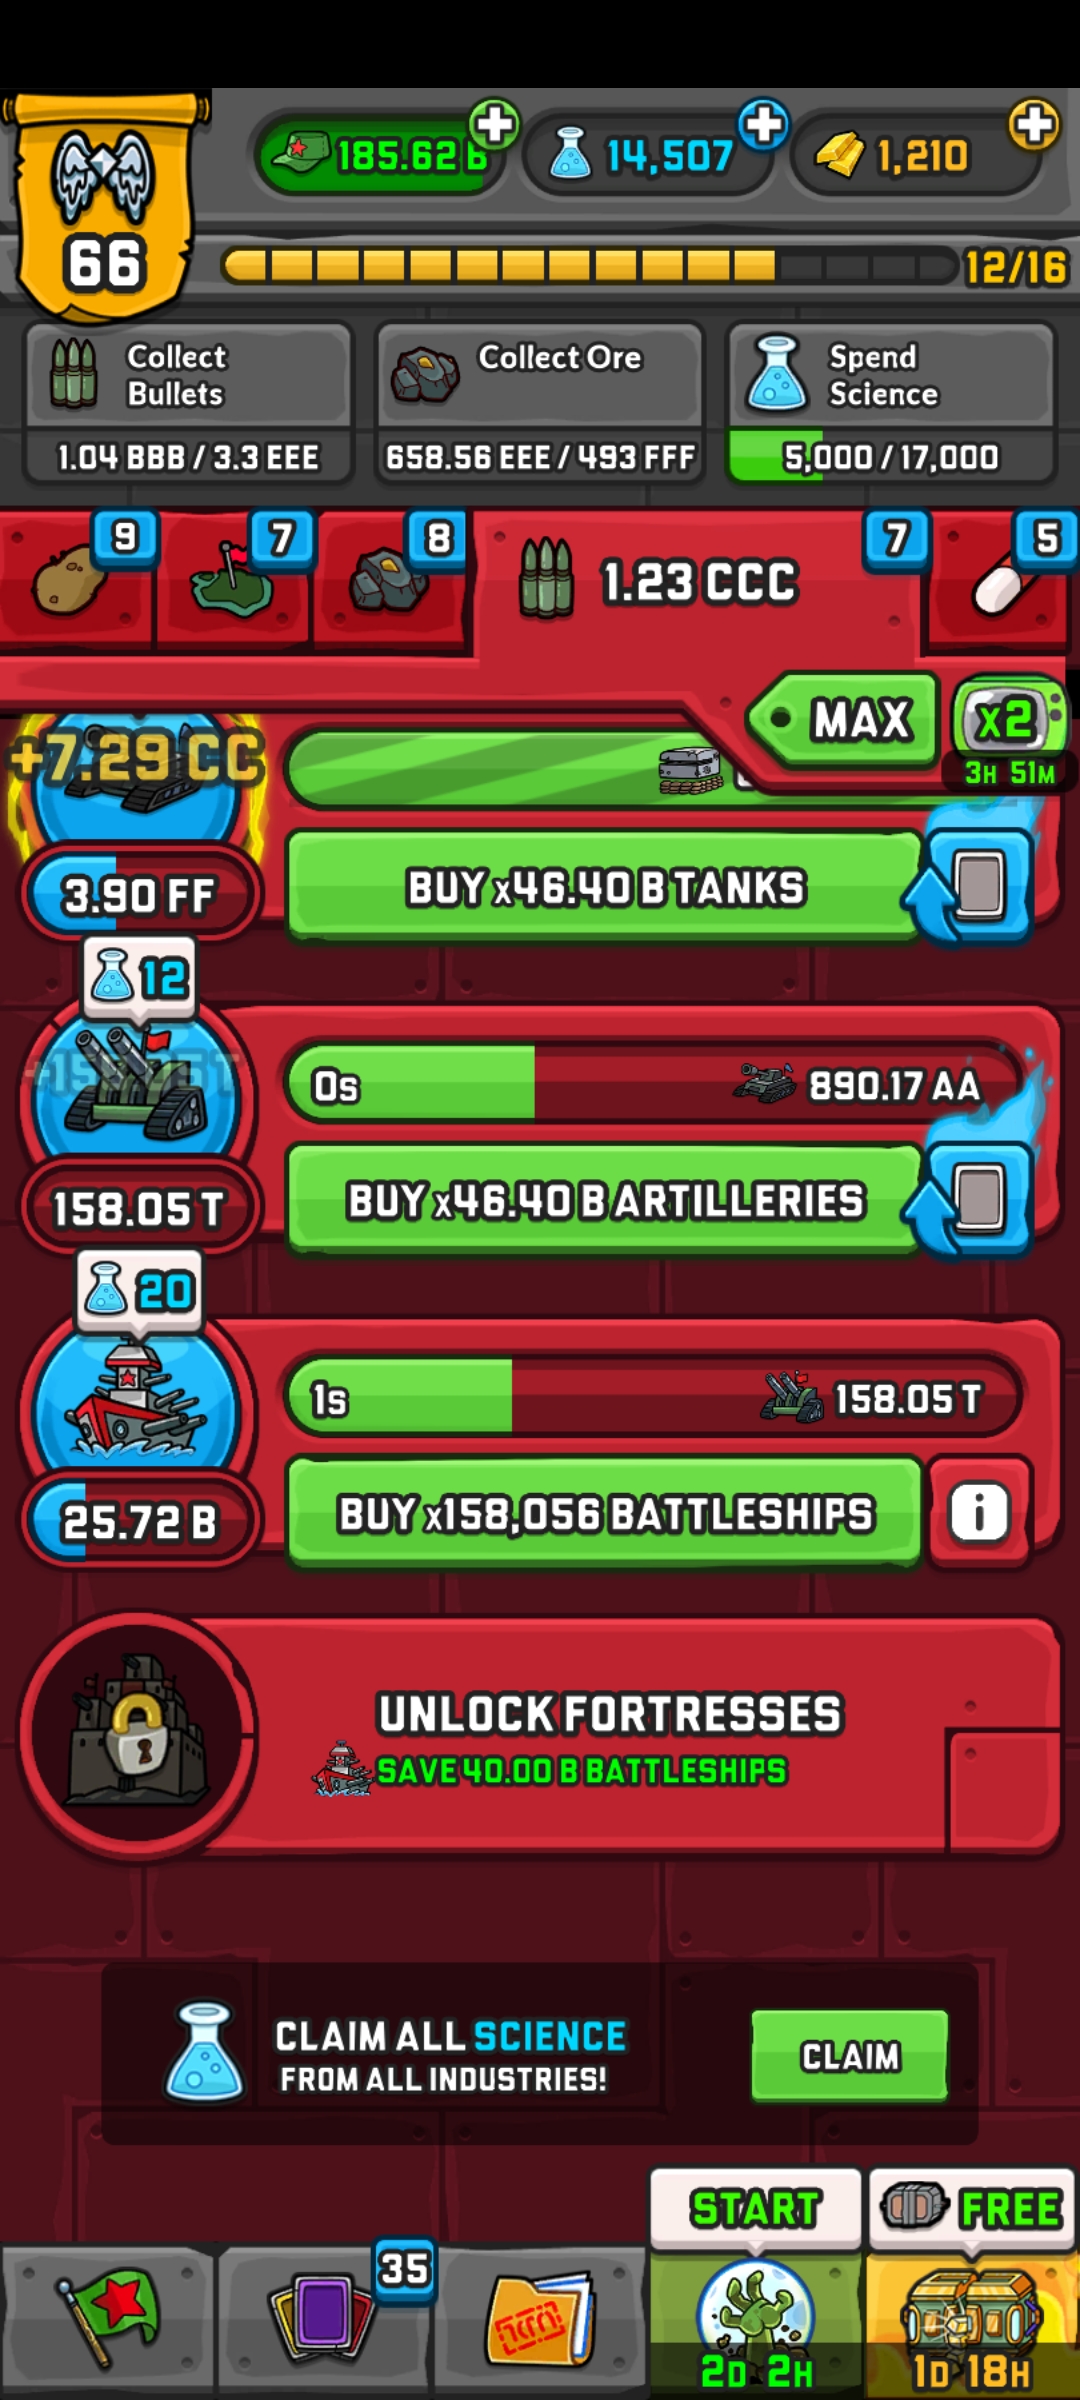 185.62 B
14,507
1,210
66
12/16
Collect
Bullets
Collect Ore
Spend
Science
1.04 BBB / 3.3 EEE
658.56 EEE / 493 FFF
5,000 / 17,000
9
7
8
1.23 CCC
7
5
MAX
x2
3H 51M
+7.29 CC
3.90 FF
BUY x46.40 B TANKS
12
0s
890.17 AA
158.05 T
BUY x46.40 B ARTILLERIES
20
1s
158.05 T
25.72 B
BUY x158,056 BATTLESHIPS
i
UNLOCK FORTRESSES
SAVE 40.00 B BATTLESHIPS
CLAIM ALL SCIENCE
FROM ALL INDUSTRIES!
CLAIM
START
FREE
35
2D 2H
1D 18H